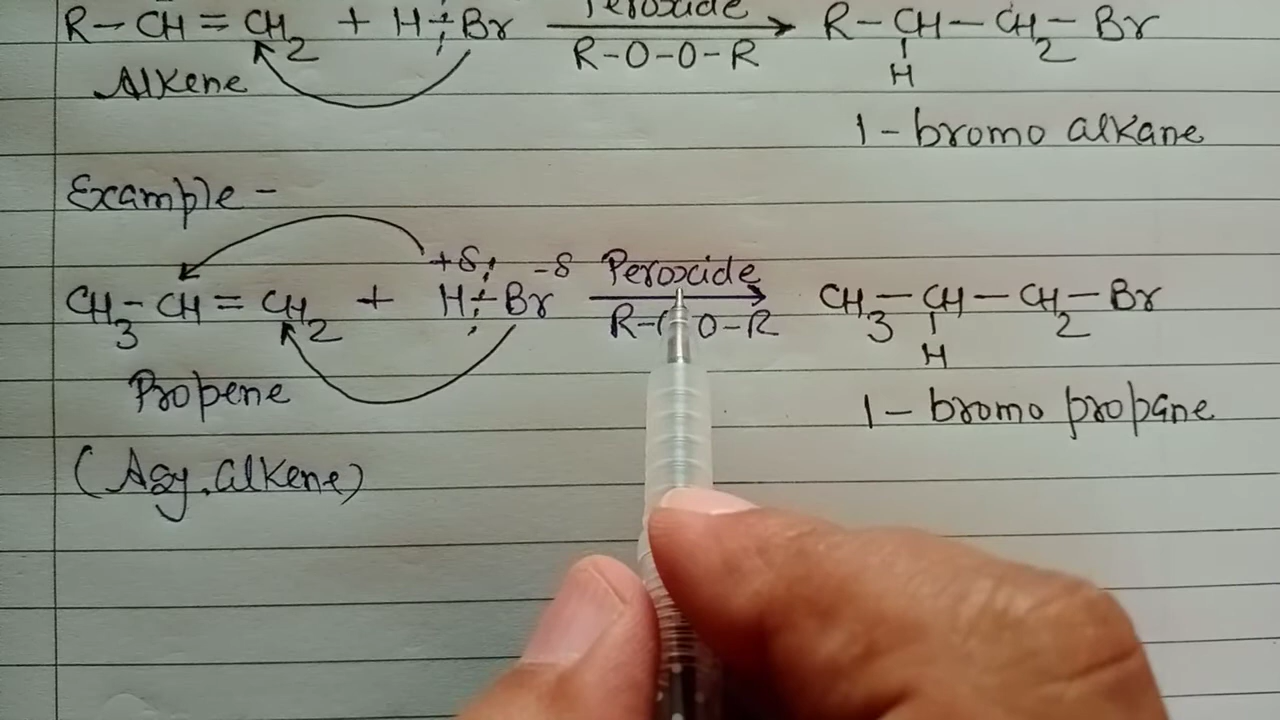 Peroxide
R-CH=CH2 + H Br → R-CH-CH2-Br
R-O-O-R
H
Alkene
1-bromo alkane
Example-
+δ -δ Peroxide
CH3-CH=CH2 + H-Br → CH3-CH-CH2-Br
R- O-R
H
Propene
1-bromo propane
(Asy.alkene)